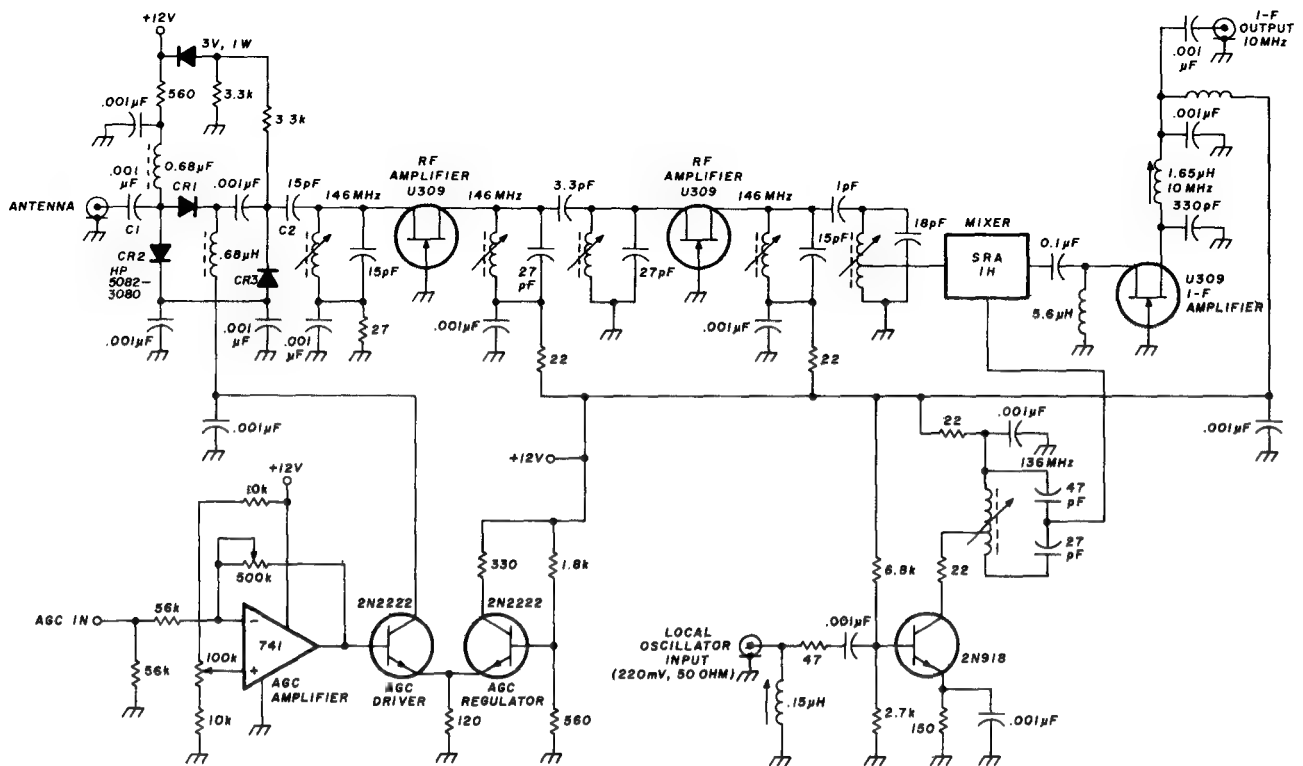 +12V
3V, 1W
560
3.3k
3.3k
.001µF
0.68µF
.001
µF
CR1
.001µF
15pF
ANTENNA
C1
C2
CR2
HP
5082-
3080
.68µH
CR3
.001µF
.001
µF
.001
µF
146MHz
15pF
27
RF
AMPLIFIER
U309
146MHz
3.3pF
27
pF
27pF
.001µF
22
RF
AMPLIFIER
U309
146MHz
1pF
15pF
18pF
.001µF
22
MIXER
SRA
1H
0.1µF
5.6µH
U309
I-F
AMPLIFIER
I-F
OUTPUT
10MHz
.001
µF
.001µF
1.65µH
10MHz
330pF
.001µF
.001µF
+12V
10k
500k
AGC IN
56k
56k
741
100k
AGC
AMPLIFIER
10k
2N2222
AGC
DRIVER
120
2N2222
AGC
REGULATOR
330
1.8k
560
+12V
22
.001µF
136MHz
47
pF
27
pF
22
6.8k
.001µF
LOCAL
OSCILLATOR
INPUT
(220mV, 50 OHM)
47
.15µH
2N918
2.7k
150
.001µF